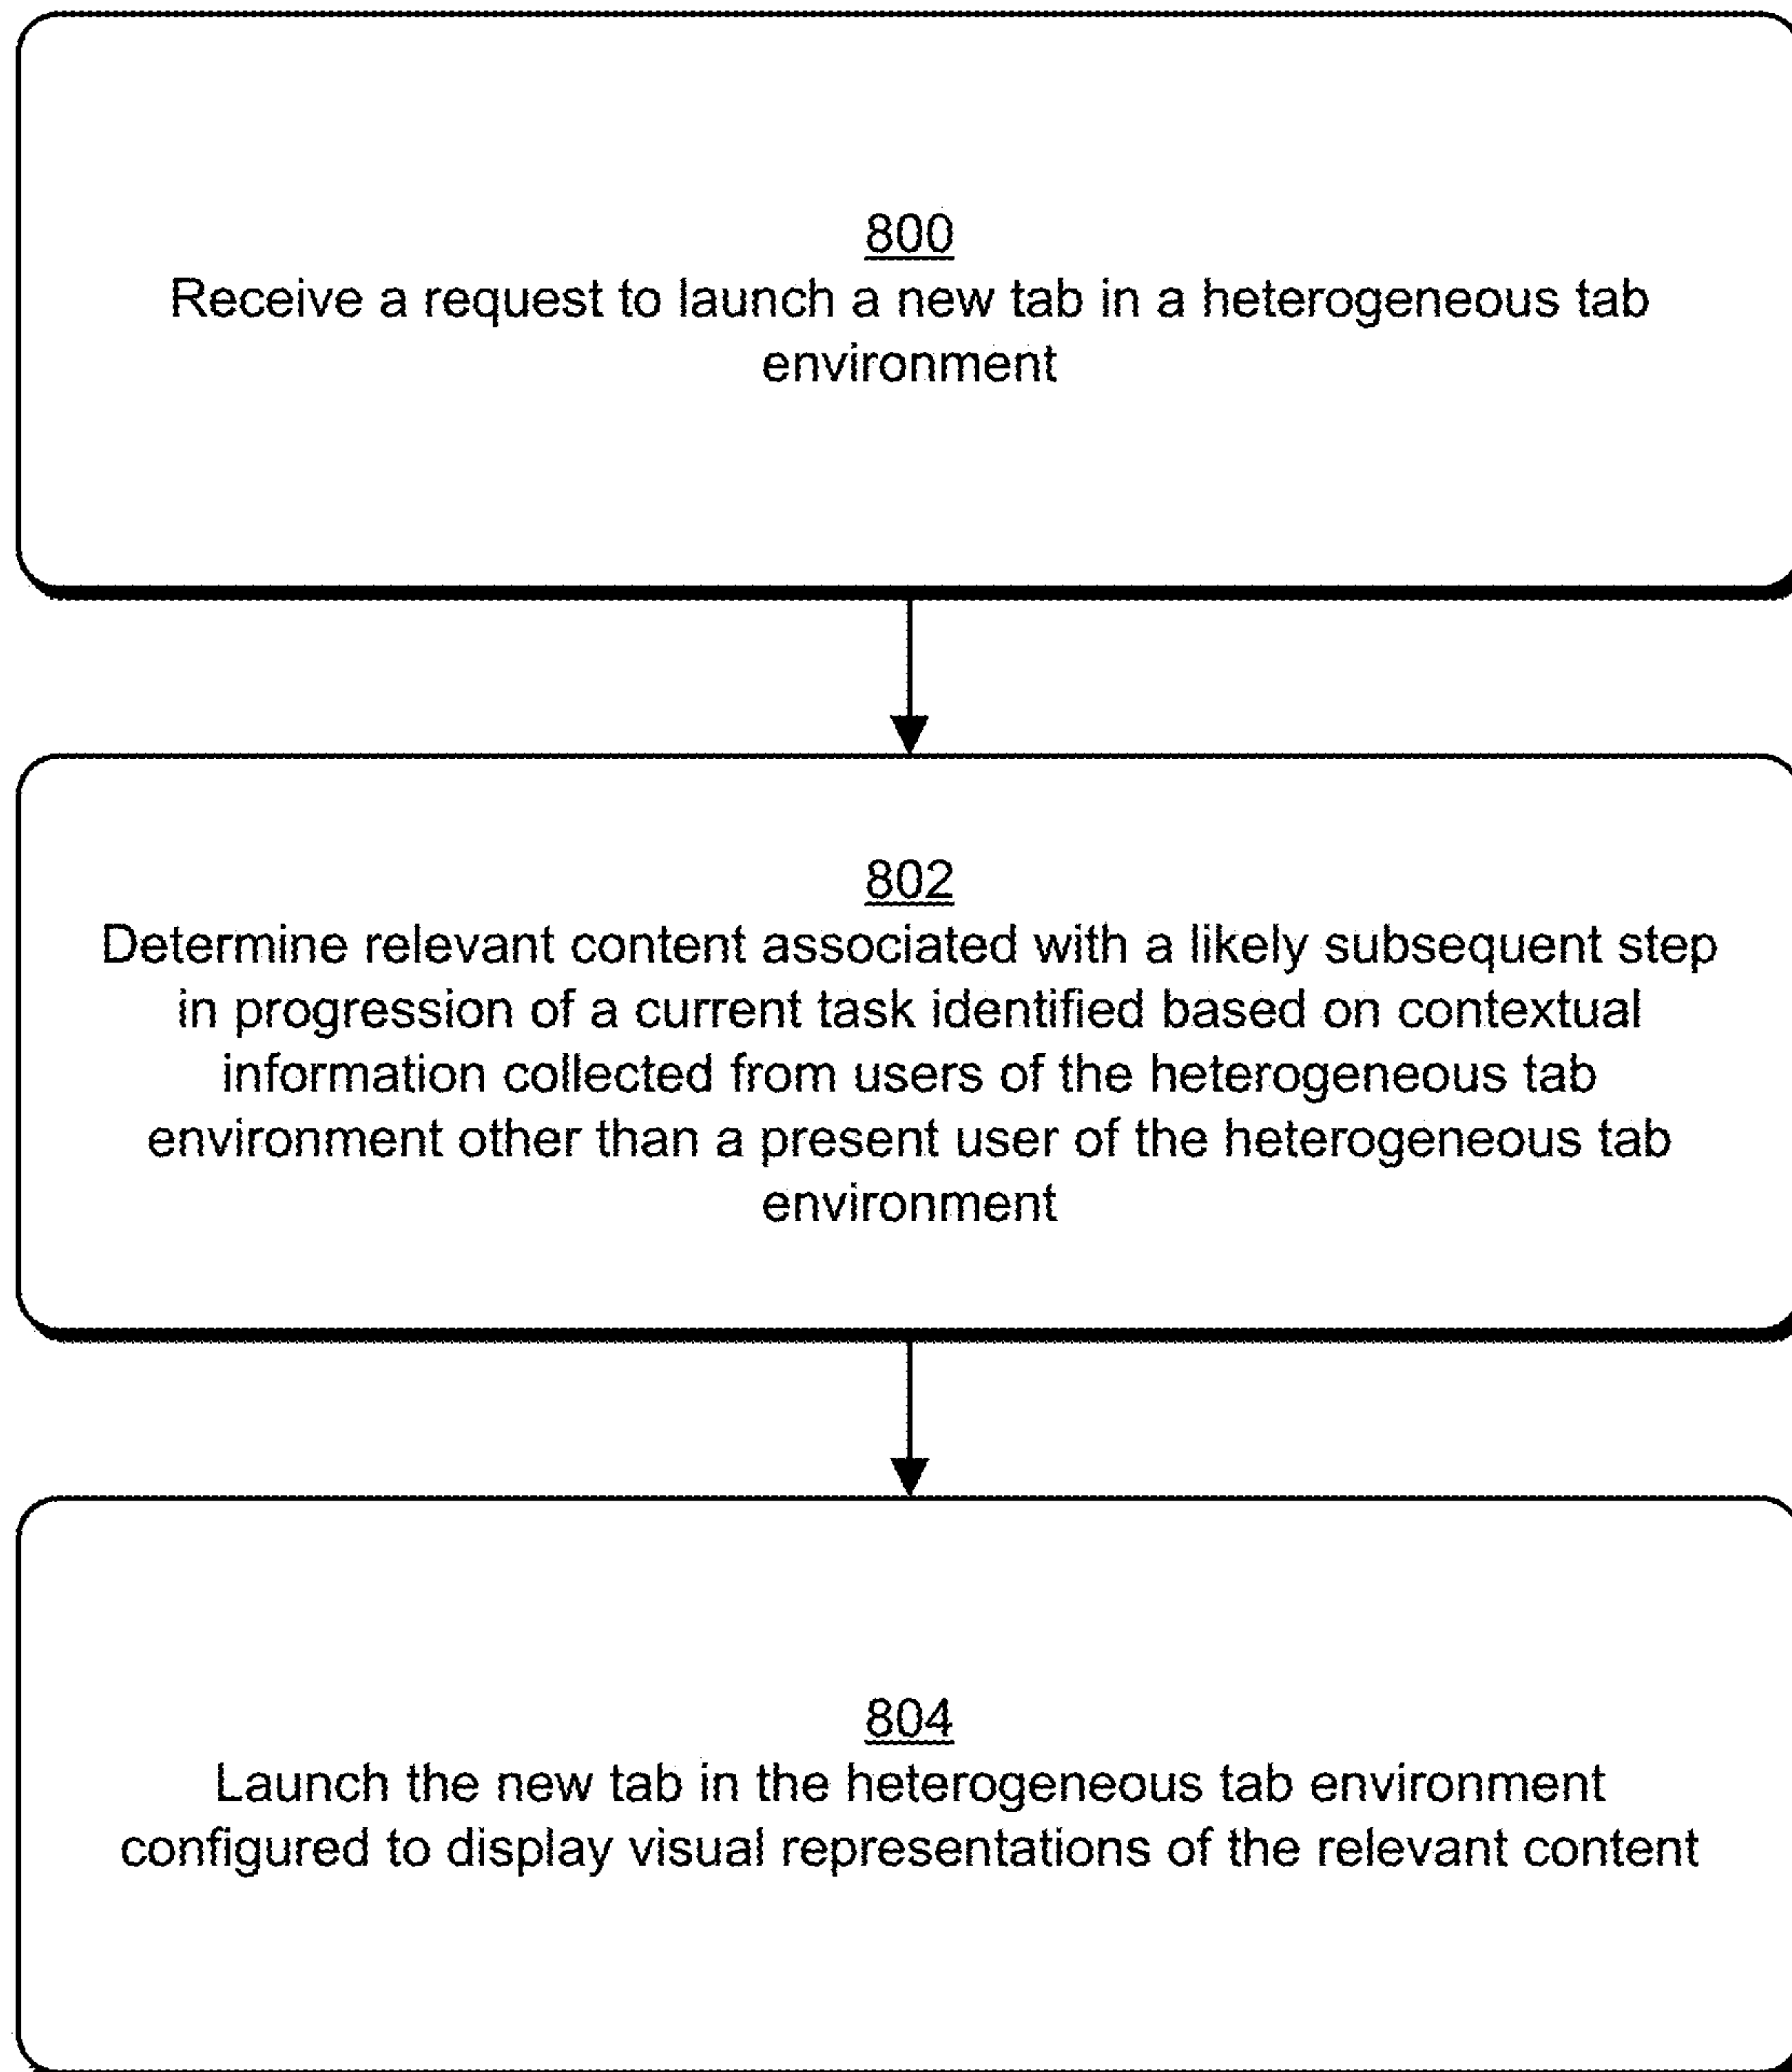 800
Receive a request to launch a new tab in a heterogeneous tab
environment
802
Determine relevant content associated with a likely subsequent step
in progression of a current task identified based on contextual
information collected from users of the heterogeneous tab
environment other than a present user of the heterogeneous tab
environment
804
Launch the new tab in the heterogeneous tab environment
configured to display visual representations of the relevant content